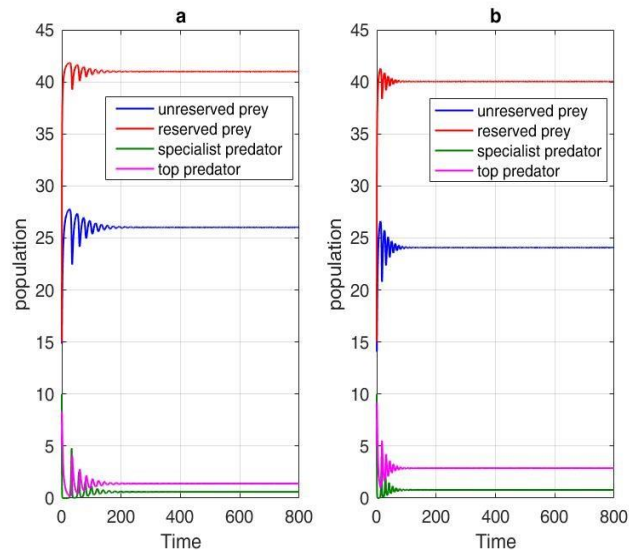 a
45
40
35
30
25
20
15
10
5
0
population
unreserved prey
reserved prey
specialist predator
top predator
0 200 400 600 800
Time
b
45
40
35
30
25
20
15
10
5
0
population
unreserved prey
reserved prey
specialist predator
top predator
0 200 400 600 800
Time